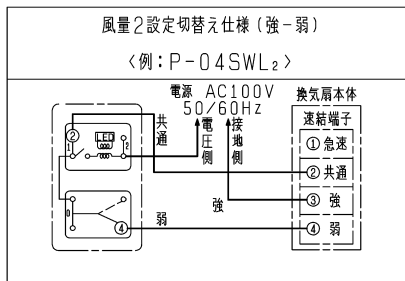 風量2設定切替え仕様(強-弱)
〈例:P-04SWL₂〉
電源 AC100V
50/60Hz
換気扇本体
速結端子
① 急速
② 共通
③ 強
④ 弱
共通
電圧側
接地側
強
弱
②
LED
1
2
0
④